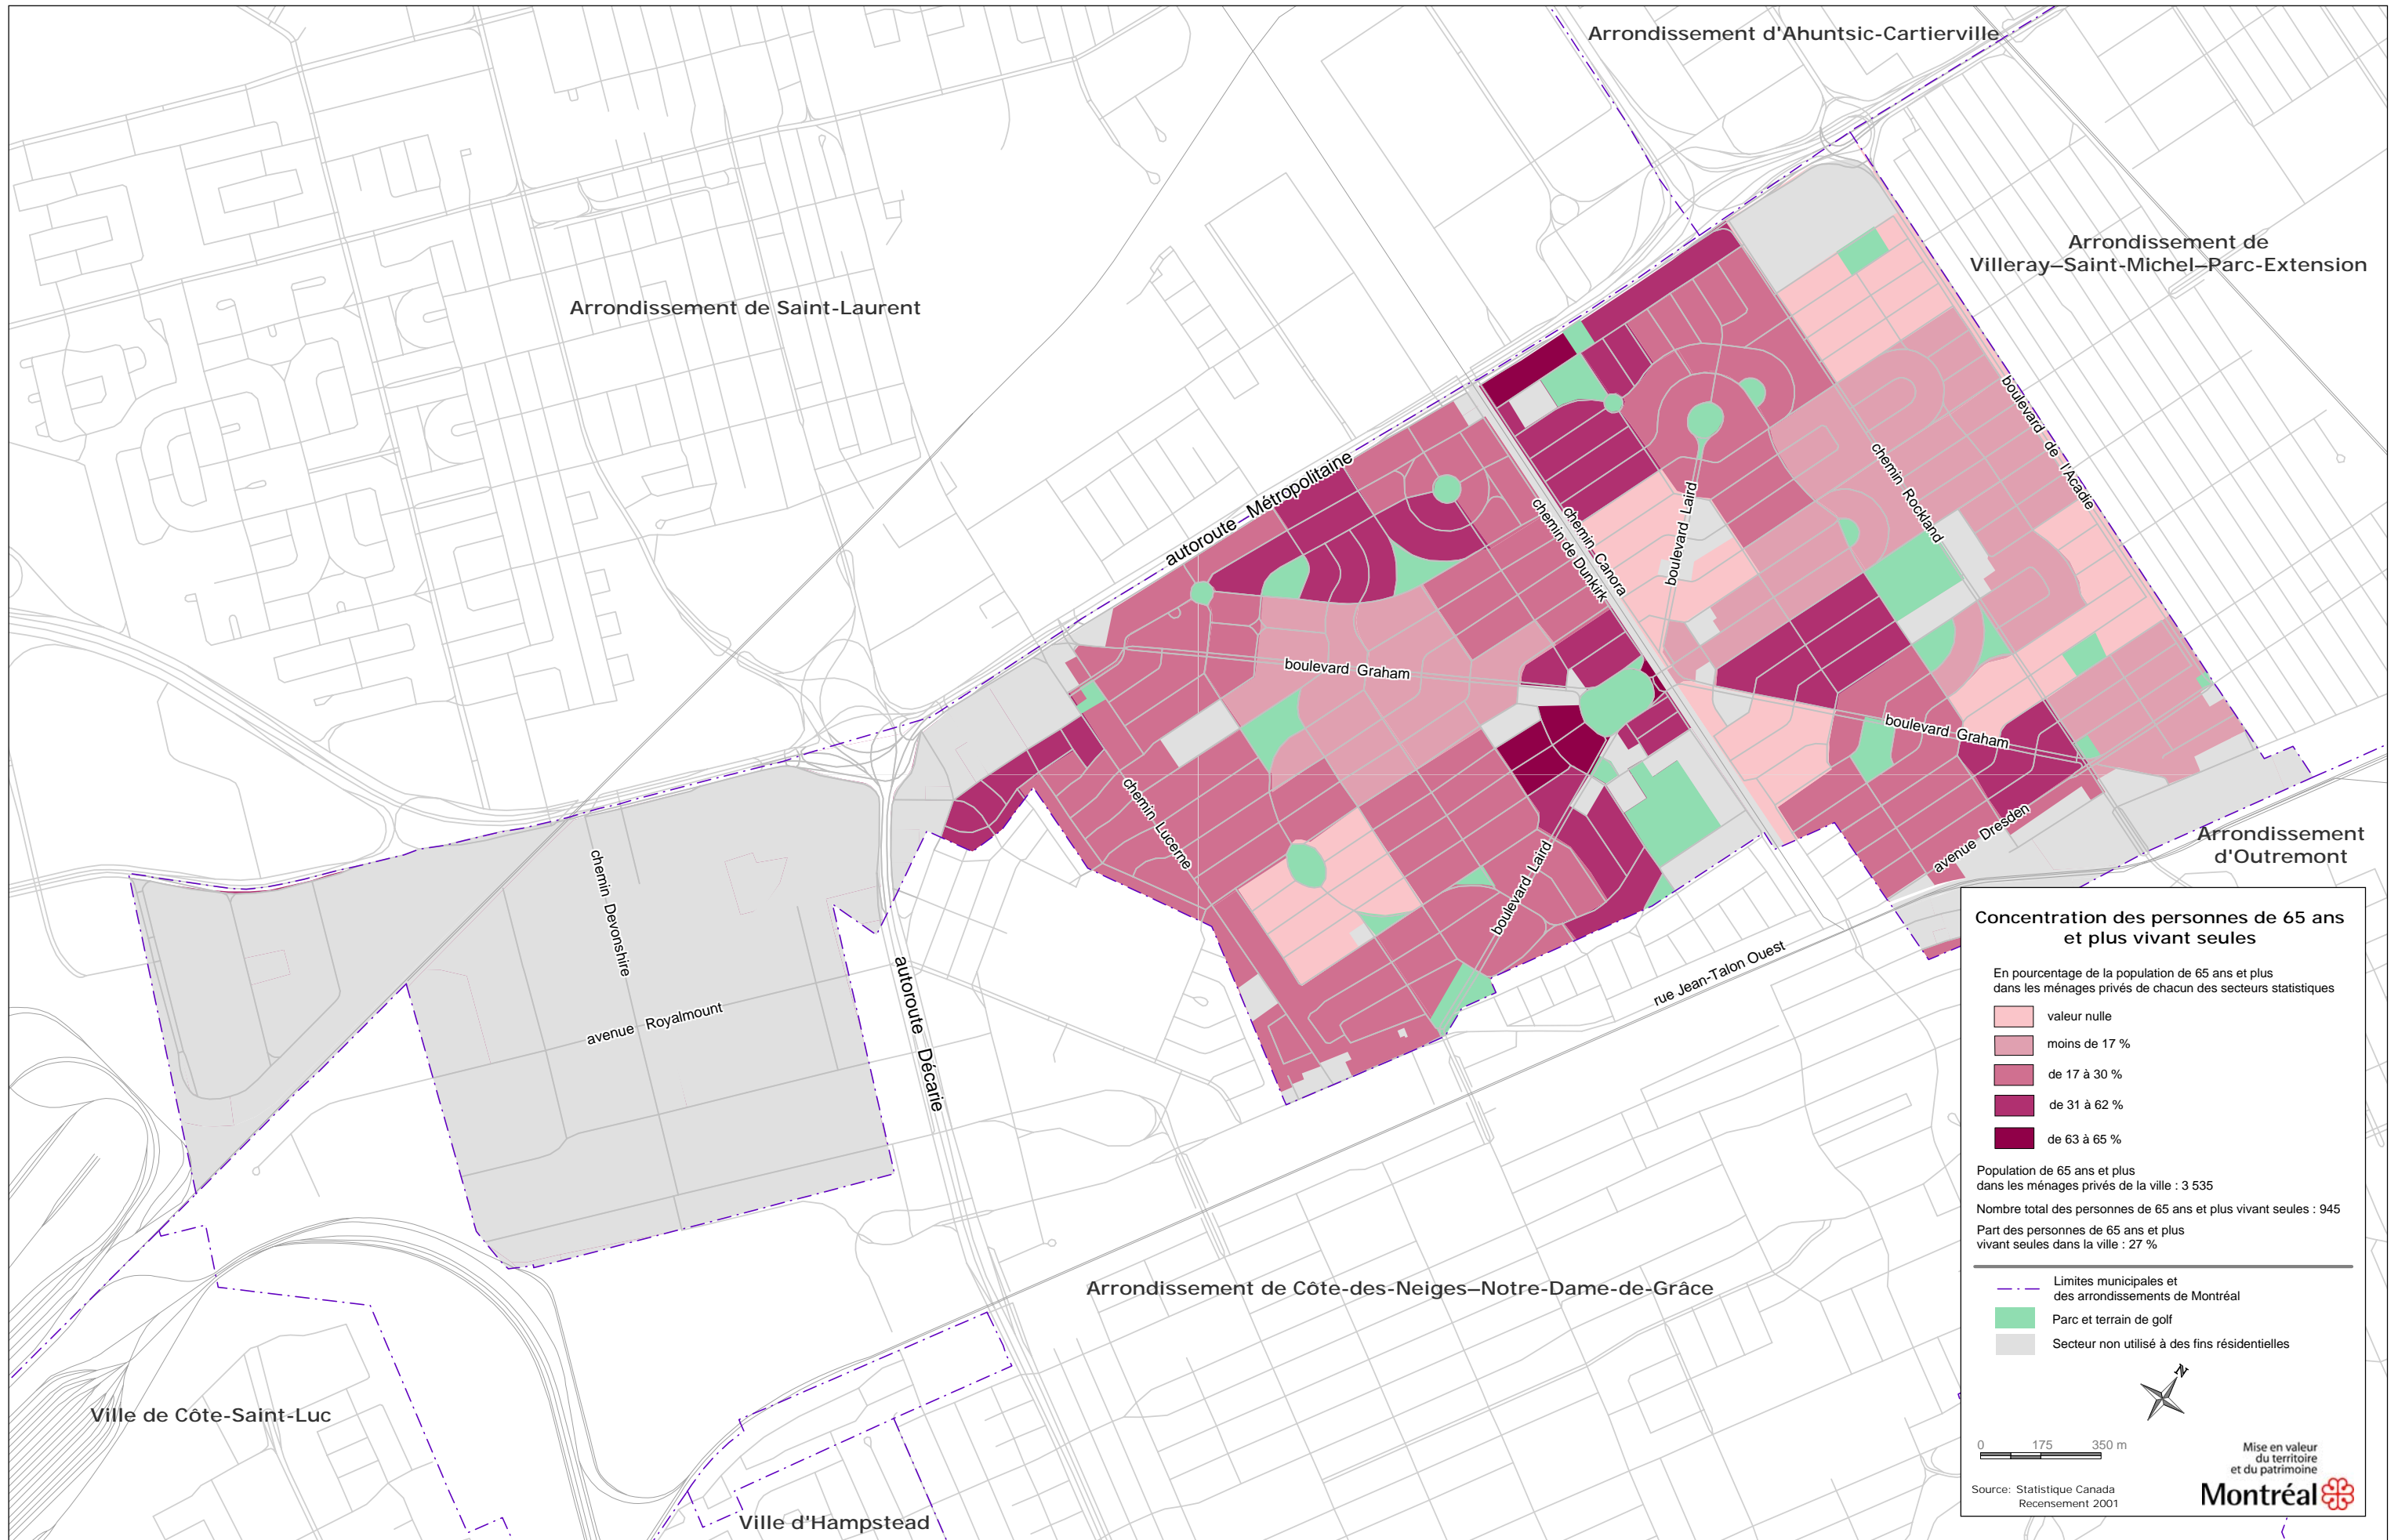 Arrondissement d'Ahuntsic-Cartierville
Arrondissement de
Villeray–Saint-Michel–Parc-Extension
Arrondissement de Saint-Laurent
boulevard de l'Acadie
chemin Rockland
autoroute Métropolitaine
chemin Canora
chemin de Dunkirk
boulevard Laird
boulevard Graham
boulevard Graham
chemin Lucerne
boulevard Laird
avenue Dresden
Arrondissement
d'Outremont
chemin Devonshire
avenue Royalmount
autoroute Décarie
rue Jean-Talon Ouest
Arrondissement de Côte-des-Neiges–Notre-Dame-de-Grâce
Ville de Côte-Saint-Luc
Ville d'Hampstead
Concentration des personnes de 65 ans
et plus vivant seules
En pourcentage de la population de 65 ans et plus
dans les ménages privés de chacun des secteurs statistiques
valeur nulle
moins de 17 %
de 17 à 30 %
de 31 à 62 %
de 63 à 65 %
Population de 65 ans et plus
dans les ménages privés de la ville : 3 535
Nombre total des personnes de 65 ans et plus vivant seules : 945
Part des personnes de 65 ans et plus
vivant seules dans la ville : 27 %
Limites municipales et
des arrondissements de Montréal
Parc et terrain de golf
Secteur non utilisé à des fins résidentielles
N
0 175 350 m
Mise en valeur
du territoire
et du patrimoine
Montréal
Source: Statistique Canada
Recensement 2001